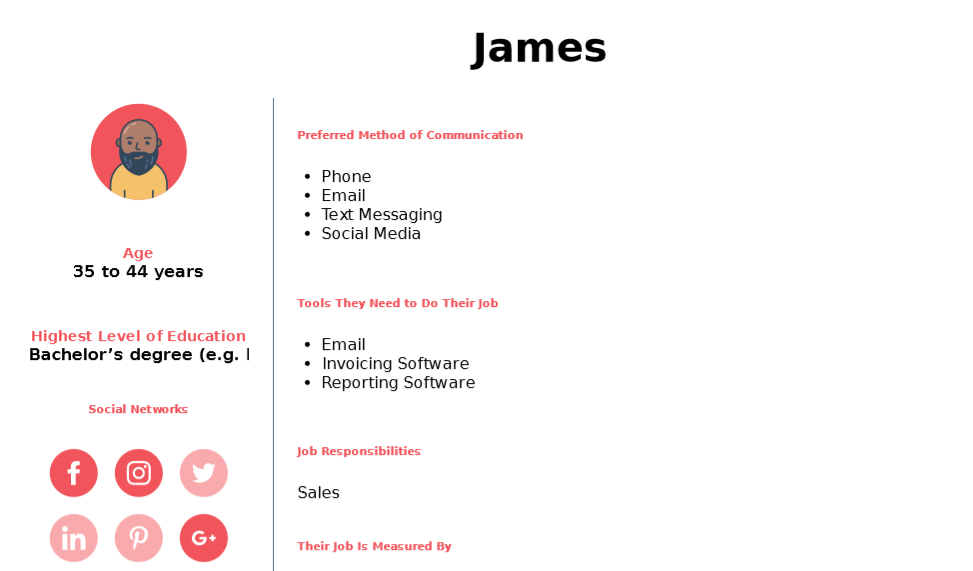 James
Age
35 to 44 years
Highest Level of Education
Bachelor’s degree (e.g.
Social Networks
f
in
G+
Preferred Method of Communication
• Phone
• Email
• Text Messaging
• Social Media
Tools They Need to Do Their Job
• Email
• Invoicing Software
• Reporting Software
Job Responsibilities
Sales
Their Job Is Measured By